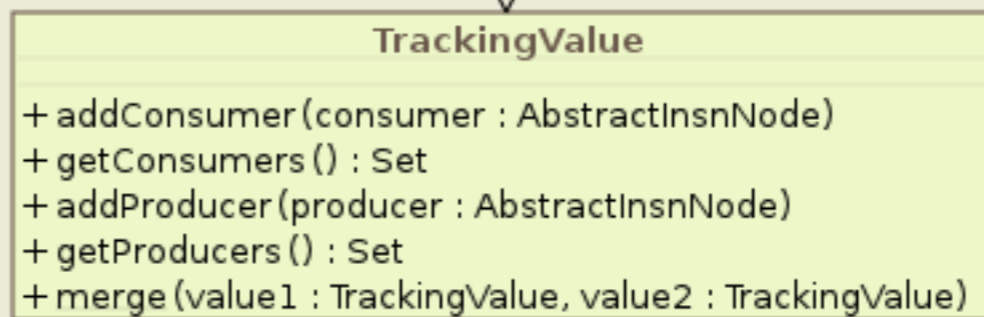 TrackingValue
+ addConsumer(consumer : AbstractInsnNode)
+ getConsumers() : Set
+ addProducer(producer : AbstractInsnNode)
+ getProducers() : Set
+ merge(value1 : TrackingValue, value2 : TrackingValue)